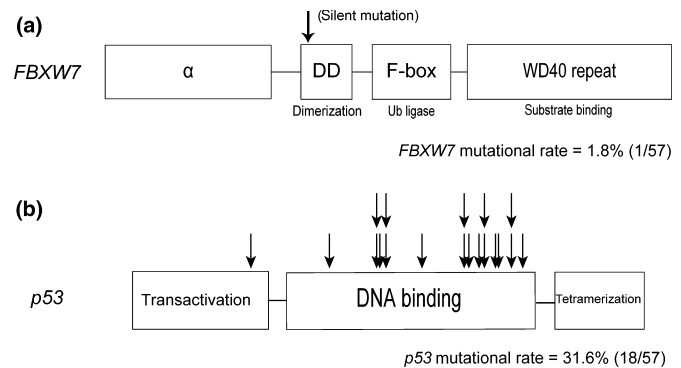 (a)
(Silent mutation)
FBXW7
α
DD
F-box
WD40 repeat
Dimerization
Ub ligase
Substrate binding
FBXW7 mutational rate = 1.8% (1/57)
(b)
p53
Transactivation
DNA binding
Tetramerization
p53 mutational rate = 31.6% (18/57)